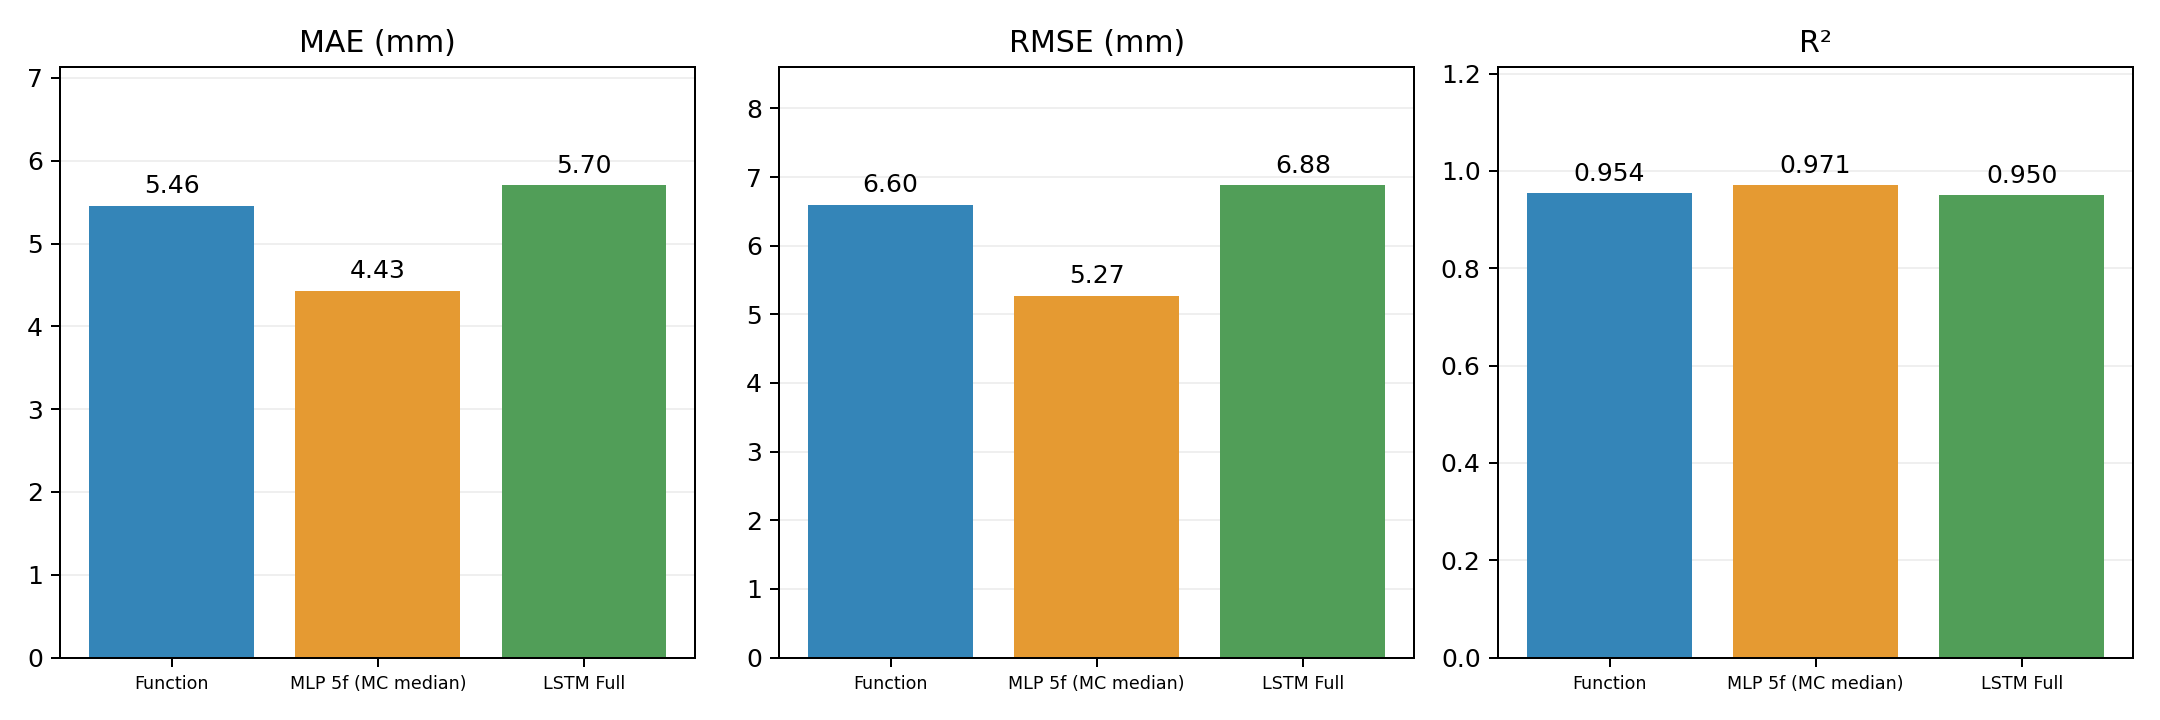 MAE (mm)
7
6
5
4
3
2
1
0
5.46
4.43
5.70
Function
MLP 5f (MC median)
LSTM Full
RMSE (mm)
8
7
6
5
4
3
2
1
0
6.60
5.27
6.88
Function
MLP 5f (MC median)
LSTM Full
R²
1.2
1.0
0.8
0.6
0.4
0.2
0.0
0.954
0.971
0.950
Function
MLP 5f (MC median)
LSTM Full